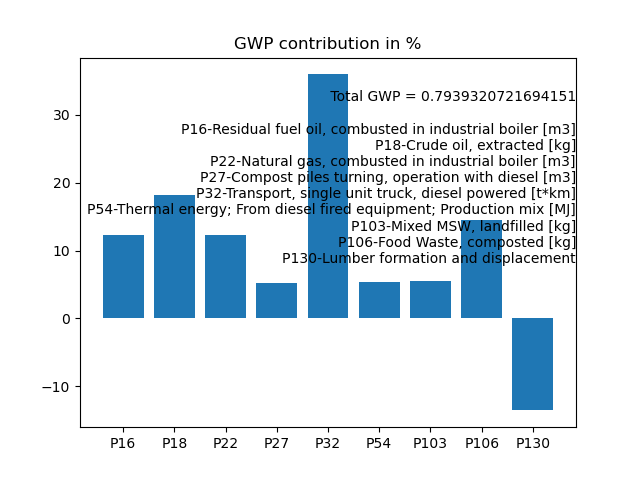 GWP contribution in %
Total GWP = 0.7939320721694151
P16-Residual fuel oil, combusted in industrial boiler [m3]
P18-Crude oil, extracted [kg]
P22-Natural gas, combusted in industrial boiler [m3]
P27-Compost piles turning, operation with diesel [m3]
P32-Transport, single unit truck, diesel powered [t*km]
P54-Thermal energy; From diesel fired equipment; Production mix [MJ]
P103-Mixed MSW, landfilled [kg]
P106-Food Waste, composted [kg]
P130-Lumber formation and displacement
30
20
10
0
−10
P16 P18 P22 P27 P32 P54 P103 P106 P130